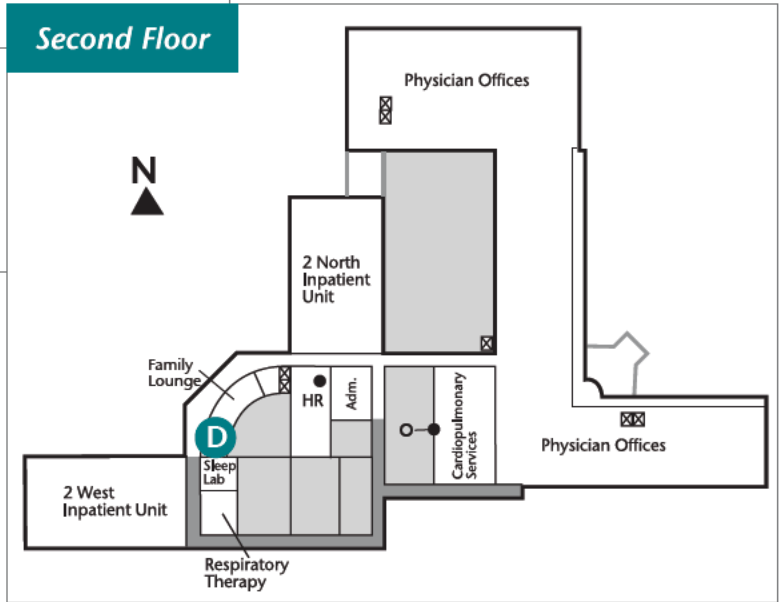 Second Floor
Physician Offices
N
2 North
Inpatient
Unit
Family
Lounge
HR
Adm.
Cardiopulmonary
Services
D
Physician Offices
Sleep
Lab
2 West
Inpatient Unit
Respiratory
Therapy